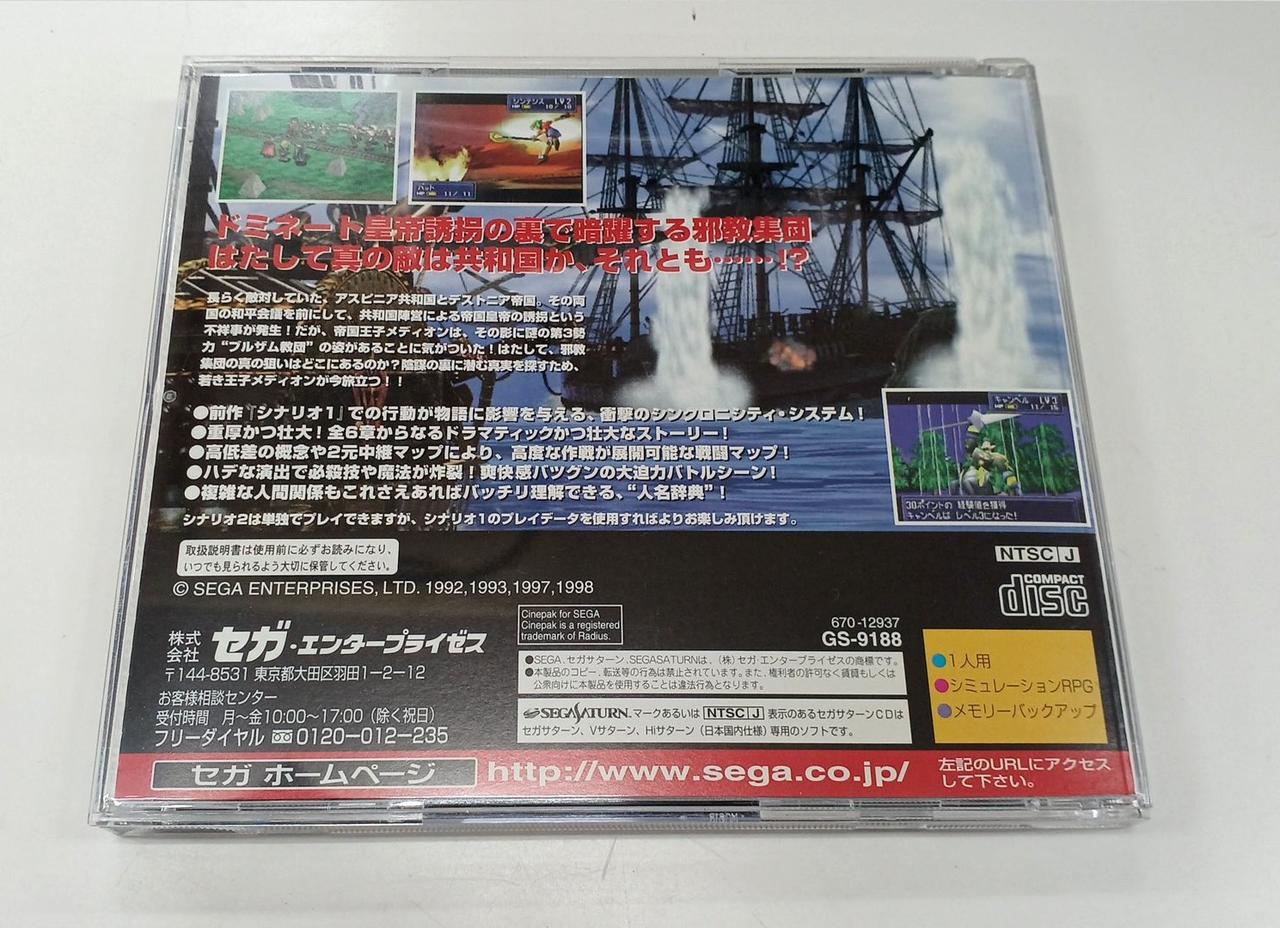 シンテシス LV2
HP 10/10
バット
HP 11/11
ドミネート皇帝誘拐の裏で暗躍する邪教集団
はたして真の敵は共和国か、それとも……!?
長らく敵対していた、アスピニア共和国とデストニア帝国。その両
国の和平会議を前にして、共和国陣営による帝国皇帝の誘拐という
不祥事が発生！だが、帝国王子メディオンは、その影に謎の第3勢
力“ブルザム教団”の姿があることに気がついた！はたして、邪教
集団の真の狙いはどこにあるのか？陰謀の裏に潜む真実を探すため、
若き王子メディオンが今旅立つ！！
●前作『シナリオ1』での行動が物語に影響を与える、衝撃のシンクロニシティ・システム！
●重厚かつ壮大！全6章からなるドラマティックかつ壮大なストーリー！
●高低差の概念や2元中継マップにより、高度な作戦が展開可能な戦闘マップ！
●ハデな演出で必殺技や魔法が炸裂！爽快感バツグンの大迫力バトルシーン！
●複雑な人間関係もこれさえあればバッチリ理解できる、“人名辞典”！
シナリオ2は単独でプレイできますが、シナリオ1のプレイデータを使用すればよりお楽しみ頂けます。
キャンベル LV3
HP 11/16
30ポイントの 経験値を獲得
キャンベルは レベル3になった!
取扱説明書は使用前に必ずお読みになり、
いつでも見られるよう大切に保管してください。
© SEGA ENTERPRISES, LTD. 1992,1993,1997,1998
NTSC J
COMPACT
disc
株式会社 セガ・エンタープライゼス
〒144-8531 東京都大田区羽田1-2-12
お客様相談センター
受付時間 月～金10:00～17:00（除く祝日）
フリーダイヤル 0120-012-235
Cinepak for SEGA
Cinepak is a registered
trademark of Radius.
670-12937
GS-9188
●SEGA、セガサターン、SEGASATURNは、(株)セガ・エンタープライゼスの商標です。
●本製品のコピー、転送等の行為は禁止されています。また、権利者の許可なく賃貸もしくは
公衆向けに本製品を使用することは違法行為となります。
SEGASATURN マークあるいは NTSC J 表示のあるセガサターンCDは
セガサターン、Vサターン、Hiサターン（日本国内仕様）専用のソフトです。
●1人用
●シミュレーションRPG
●メモリーバックアップ
セガ ホームページ http://www.sega.co.jp/
左記のURLにアクセス
して下さい。